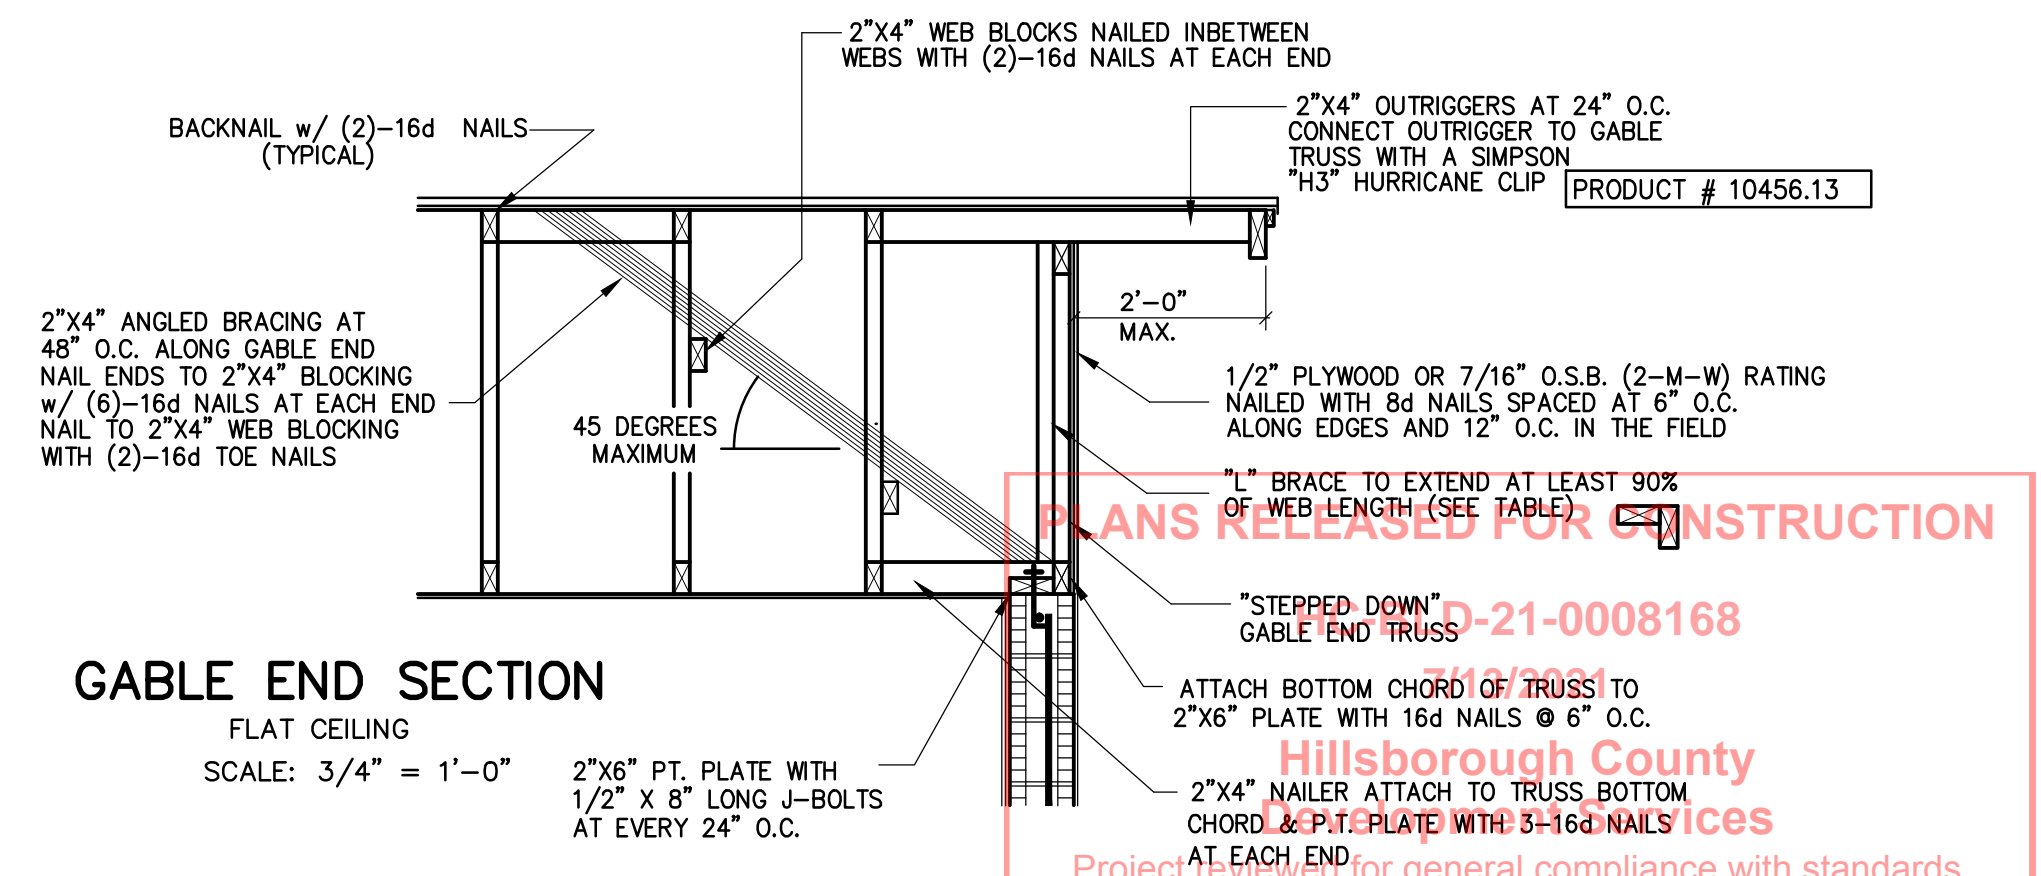 2"X4" WEB BLOCKS NAILED INBETWEEN
WEBS WITH (2)-16d NAILS AT EACH END
BACKNAIL w/ (2)-16d NAILS
(TYPICAL)
2"X4" OUTRIGGERS AT 24" O.C.
CONNECT OUTRIGGER TO GABLE
TRUSS WITH A SIMPSON
"H3" HURRICANE CLIP
PRODUCT # 10456.13
2'-0"
MAX.
2"X4" ANGLED BRACING AT
48" O.C. ALONG GABLE END
NAIL ENDS TO 2"X4" BLOCKING
w/ (6)-16d NAILS AT EACH END
NAIL TO 2"X4" WEB BLOCKING
WITH (2)-16d TOE NAILS
45 DEGREES
MAXIMUM
1/2" PLYWOOD OR 7/16" O.S.B. (2-M-W) RATING
NAILED WITH 8d NAILS SPACED AT 6" O.C.
ALONG EDGES AND 12" O.C. IN THE FIELD
"L" BRACE TO EXTEND AT LEAST 90%
OF WEB LENGTH (SEE TABLE)
PLANS RELEASED FOR CONSTRUCTION
"STEPPED DOWN"
GABLE END TRUSS
HC-BLD-21-0008168
7/13/2021
ATTACH BOTTOM CHORD OF TRUSS TO
2"X6" PLATE WITH 16d NAILS @ 6" O.C.
Hillsborough County
Development Services
2"X4" NAILER ATTACH TO TRUSS BOTTOM
CHORD & P.T. PLATE WITH 3-16d NAILS
AT EACH END
Project reviewed for general compliance with standards
GABLE END SECTION
FLAT CEILING
SCALE: 3/4" = 1'-0"
2"X6" PT. PLATE WITH
1/2" X 8" LONG J-BOLTS
AT EVERY 24" O.C.